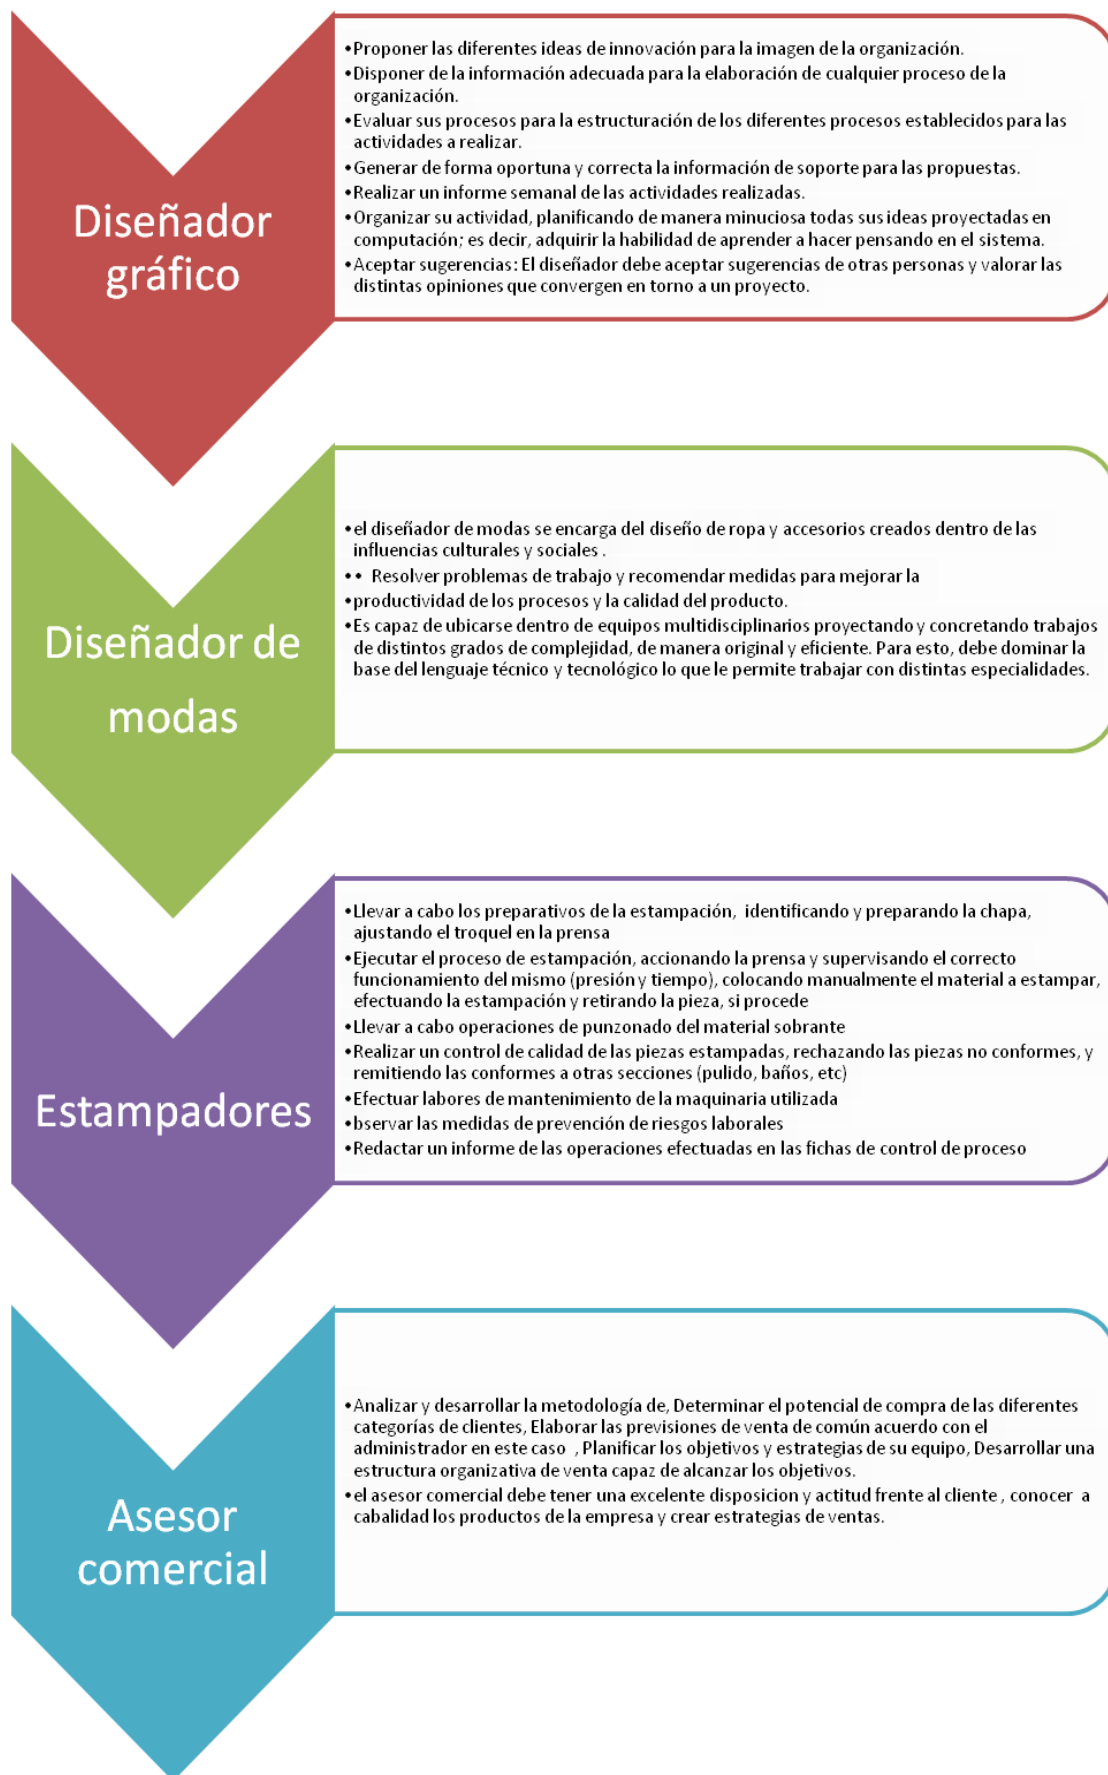 Diseñador
gráfico
•Proponer las diferentes ideas de innovación para la imagen de la organización.
•Disponer de la información adecuada para la elaboración de cualquier proceso de la
organización.
•Evaluar sus procesos para la estructuración de los diferentes procesos establecidos para las
actividades a realizar.
•Generar de forma oportuna y correcta la información de soporte para las propuestas.
•Realizar un informe semanal de las actividades realizadas.
•Organizar su actividad, planificando de manera minuciosa todas sus ideas proyectadas en
computación; es decir, adquirir la habilidad de aprender a hacer pensando en el sistema.
•Aceptar sugerencias: El diseñador debe aceptar sugerencias de otras personas y valorar las
distintas opiniones que convergen en torno a un proyecto.
Diseñador de
modas
•el diseñador de modas se encarga del diseño de ropa y accesorios creados dentro de las
influencias culturales y sociales .
•• Resolver problemas de trabajo y recomendar medidas para mejorar la
•productividad de los procesos y la calidad del producto.
•Es capaz de ubicarse dentro de equipos multidisciplinarios proyectando y concretando trabajos
de distintos grados de complejidad, de manera original y eficiente. Para esto, debe dominar la
base del lenguaje técnico y tecnológico lo que le permite trabajar con distintas especialidades.
Estampadores
•Llevar a cabo los preparativos de la estampación, identificando y preparando la chapa,
ajustando el troquel en la prensa
•Ejecutar el proceso de estampación, accionando la prensa y supervisando el correcto
funcionamiento del mismo (presión y tiempo), colocando manualmente el material a estampar,
efectuando la estampación y retirando la pieza, si procede
•Llevar a cabo operaciones de punzonado del material sobrante
•Realizar un control de calidad de las piezas estampadas, rechazando las piezas no conformes, y
remitiendo las conformes a otras secciones (pulido, baños, etc)
•Efectuar labores de mantenimiento de la maquinaria utilizada
•bservar las medidas de prevención de riesgos laborales
•Redactar un informe de las operaciones efectuadas en las fichas de control de proceso
Asesor
comercial
•Analizar y desarrollar la metodología de, Determinar el potencial de compra de las diferentes
categorías de clientes, Elaborar las previsiones de venta de común acuerdo con el
administrador en este caso , Planificar los objetivos y estrategias de su equipo, Desarrollar una
estructura organizativa de venta capaz de alcanzar los objetivos.
•el asesor comercial debe tener una excelente disposicion y actitud frente al cliente , conocer a
cabalidad los productos de la empresa y crear estrategias de ventas.